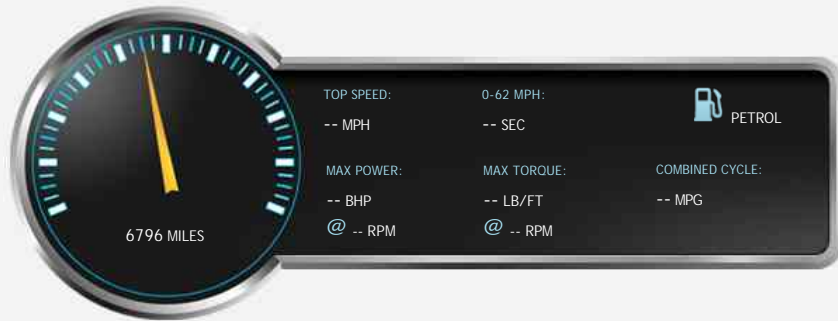 TOP SPEED:
-- MPH
0-62 MPH:
-- SEC
PETROL
MAX POWER:
-- BHP
@ -- RPM
MAX TORQUE:
-- LB/FT
@ -- RPM
COMBINED CYCLE:
-- MPG
6796 MILES